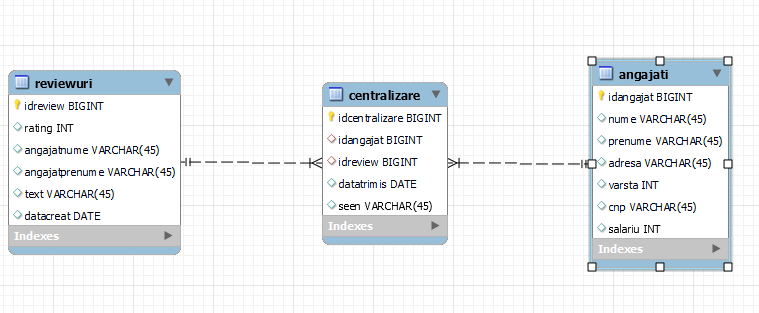 reviewuri
idreview BIGINT
rating INT
angajatnume VARCHAR(45)
angajatprenume VARCHAR(45)
text VARCHAR(45)
datacreat DATE
Indexes
centralizare
idcentralizare BIGINT
idangajat BIGINT
idreview BIGINT
datatrimis DATE
seen VARCHAR(45)
Indexes
angajati
idangajat BIGINT
nume VARCHAR(45)
prenume VARCHAR(45)
adresa VARCHAR(45)
varsta INT
cnp VARCHAR(45)
salariu INT
Indexes